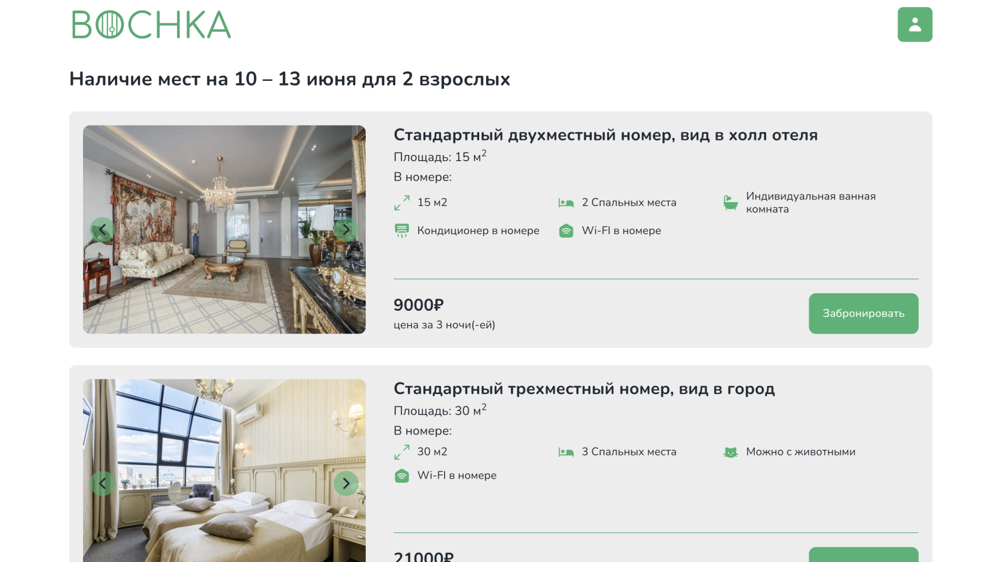 BOCHKA
Наличие мест на 10 – 13 июня для 2 взрослых
Стандартный двухместный номер, вид в холл отеля
Площадь: 15 м²
В номере:
15 м2
2 Спальных места
Индивидуальная ванная
комната
Кондиционер в номере
Wi-FI в номере
9000₽
цена за 3 ночи(-ей)
Забронировать
Стандартный трехместный номер, вид в город
Площадь: 30 м²
В номере:
30 м2
3 Спальных места
Можно с животными
Wi-FI в номере
21000₽